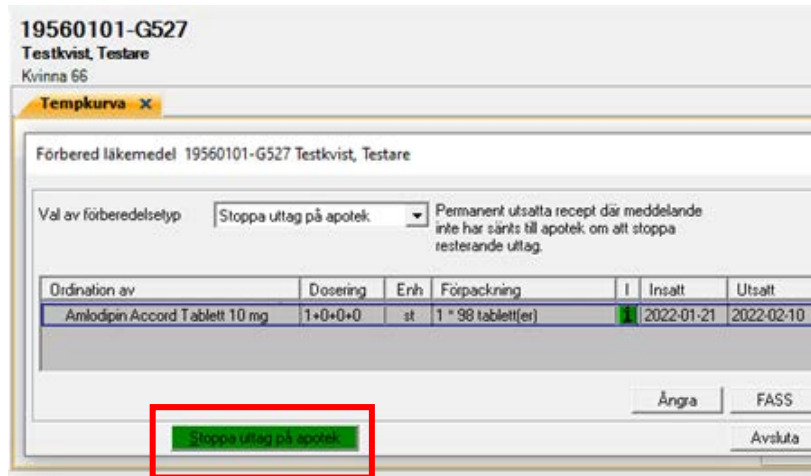 19560101-G527
Testkvist, Testare
Kvinna 66
Tempkurva x
Förbered läkemedel 19560101-G527 Testkvist, Testare
Val av förberedelsetyp Stoppa uttag på apotek Permanent utsatta recept där meddelande
inte har sänts till apotek om att stoppa
resterande uttag.
Ordination av Dosering Enh Förpackning I Insatt Utsatt
Amlodipin Accord Tablett 10 mg 1+0+0+0 st 1 * 98 tablett(er) i 2022-01-21 2022-02-10
Ångra FASS
Stoppa uttag på apotek Avsluta